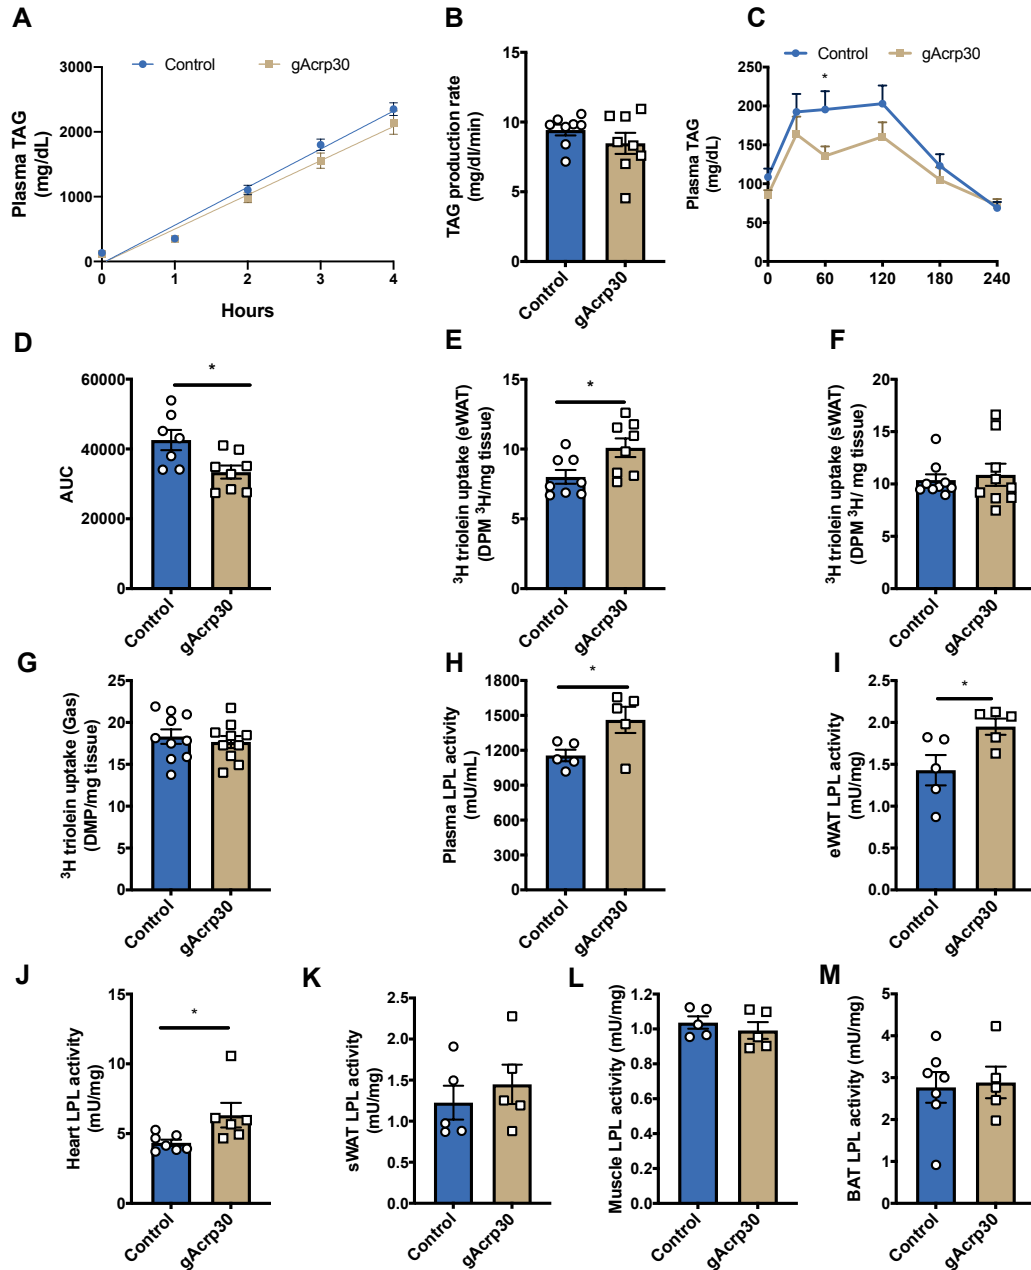 A
Control
gAcrp30
3000
2000
1000
0
Plasma TAG
(mg/dL)
0
1
2
3
4
Hours
B
15
10
5
0
TAG production rate
(mg/dl/min)
Control
gAcrp30
C
Control
gAcrp30
250
200
150
100
50
0
Plasma TAG
(mg/dL)
*
0
60
120
180
240
D
60000
40000
20000
0
AUC
*
Control
gAcrp30
E
15
10
5
0
³H triolein uptake (eWAT)
(DPM ³H/mg tissue)
*
Control
gAcrp30
F
20
15
10
5
0
³H triolein uptake (sWAT)
(DPM ³H/ mg tissue)
Control
gAcrp30
G
25
20
15
10
5
0
³H triolein uptake (Gas)
(DMP/mg tissue)
Control
gAcrp30
H
1800
1500
1200
900
600
300
0
Plasma LPL activity
(mU/mL)
*
Control
gAcrp30
I
2.5
2.0
1.5
1.0
0.5
0.0
eWAT LPL activity
(mU/mg)
*
Control
gAcrp30
J
15
10
5
0
Heart LPL activity
(mU/mg)
*
Control
gAcrp30
K
2.5
2.0
1.5
1.0
0.5
0.0
sWAT LPL activity
(mU/mg)
Control
gAcrp30
L
1.2
1.0
0.8
0.6
0.4
0.2
0.0
Muscle LPL activity (mU/mg)
Control
gAcrp30
M
5
4
3
2
1
0
BAT LPL activity (mU/mg)
Control
gAcrp30